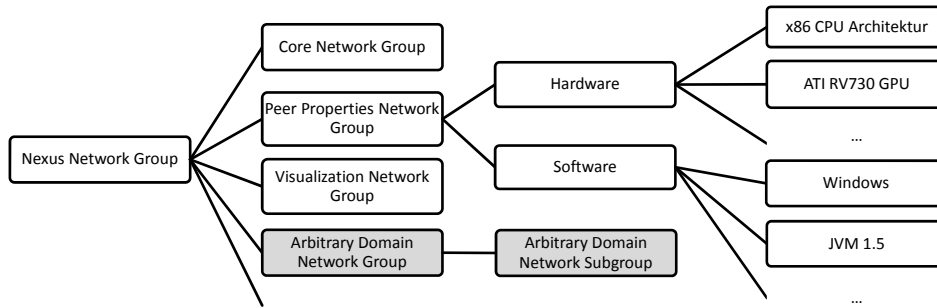 Nexus Network Group
Core Network Group
Peer Properties Network
Group
Visualization Network
Group
Arbitrary Domain
Network Group
Hardware
Software
Arbitrary Domain
Network Subgroup
x86 CPU Architektur
ATI RV730 GPU
...
Windows
JVM 1.5
...